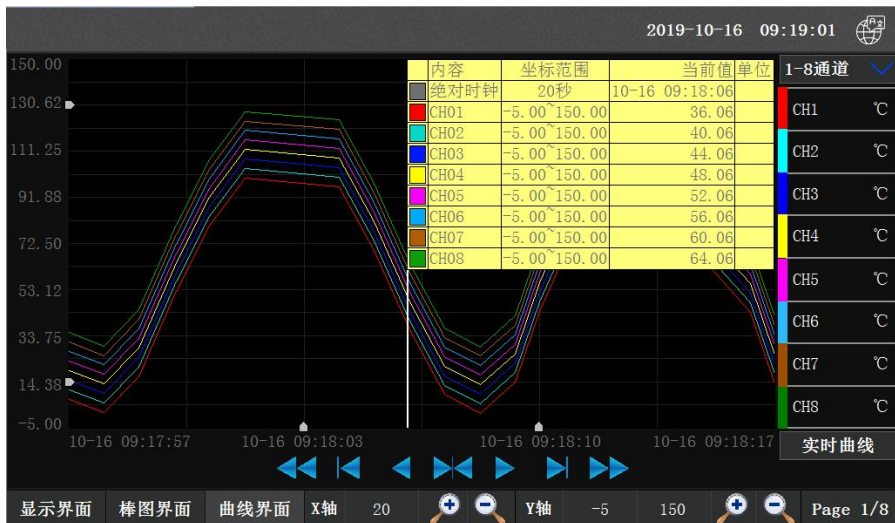 2019-10-16 09:19:01
150.00
130.62
111.25
91.88
72.50
53.12
33.75
14.38
-5.00
内容 坐标范围 当前值 单位
绝对时钟 20秒 10-16 09:18:06
CH01 -5.00~150.00 36.06
CH02 -5.00~150.00 40.06
CH03 -5.00~150.00 44.06
CH04 -5.00~150.00 48.06
CH05 -5.00~150.00 52.06
CH06 -5.00~150.00 56.06
CH07 -5.00~150.00 60.06
CH08 -5.00~150.00 64.06
1-8通道
CH1 ℃
CH2 ℃
CH3 ℃
CH4 ℃
CH5 ℃
CH6 ℃
CH7 ℃
CH8 ℃
10-16 09:17:57 10-16 09:18:03 10-16 09:18:10 10-16 09:18:17
实时曲线
显示界面 棒图界面 曲线界面 X轴 20 Y轴 -5 150 Page 1/8